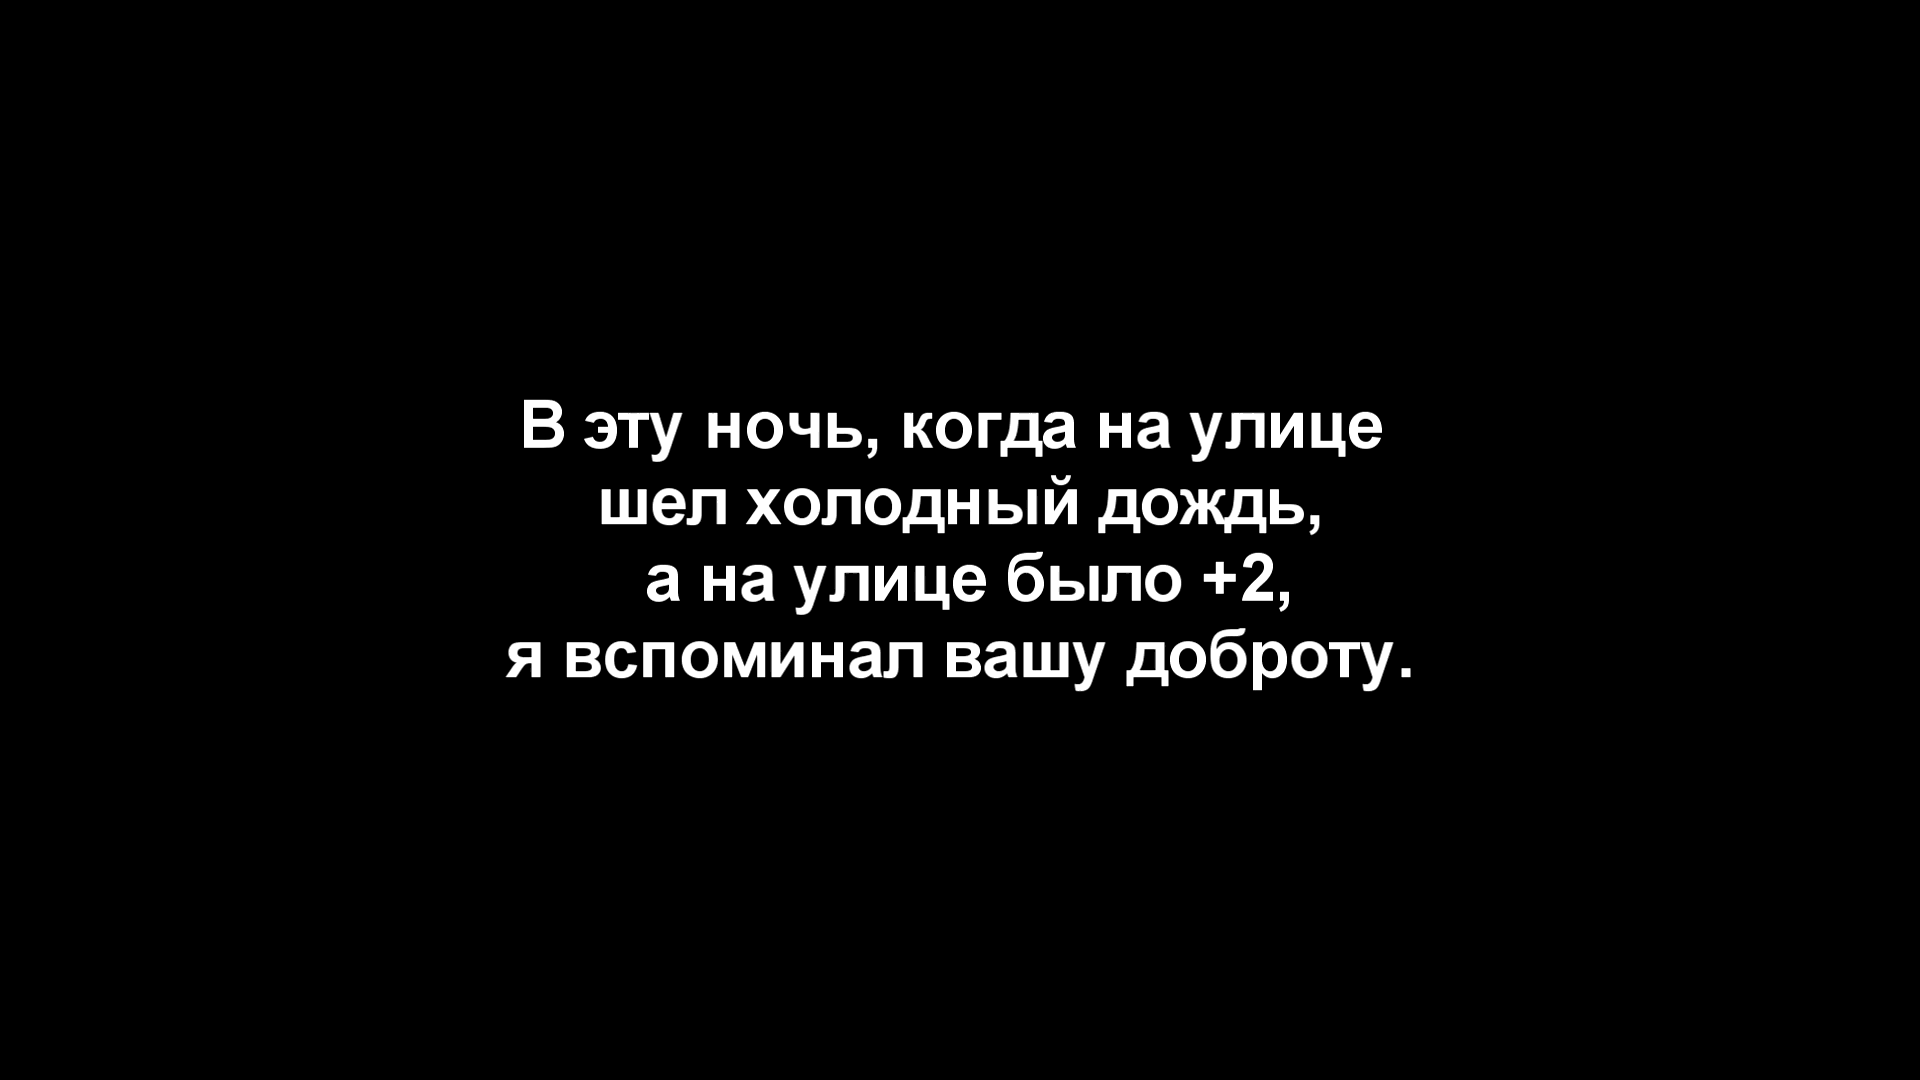 В эту ночь, когда на улице
шел холодный дождь,
а на улице было +2,
я вспоминал вашу доброту.